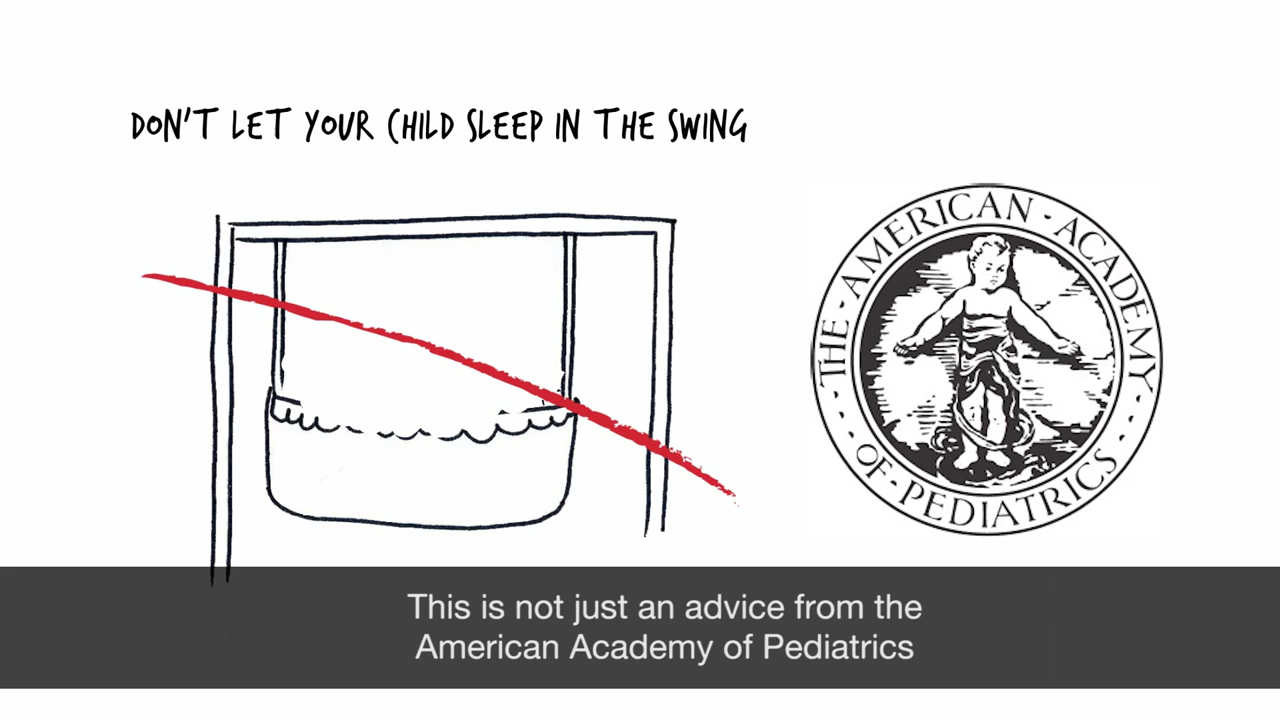 DON'T LET YOUR CHILD SLEEP IN THE SWING
· THE · AMERICAN · ACADEMY · · · OF · PEDIATRICS · · ·
This is not just an advice from the
American Academy of Pediatrics